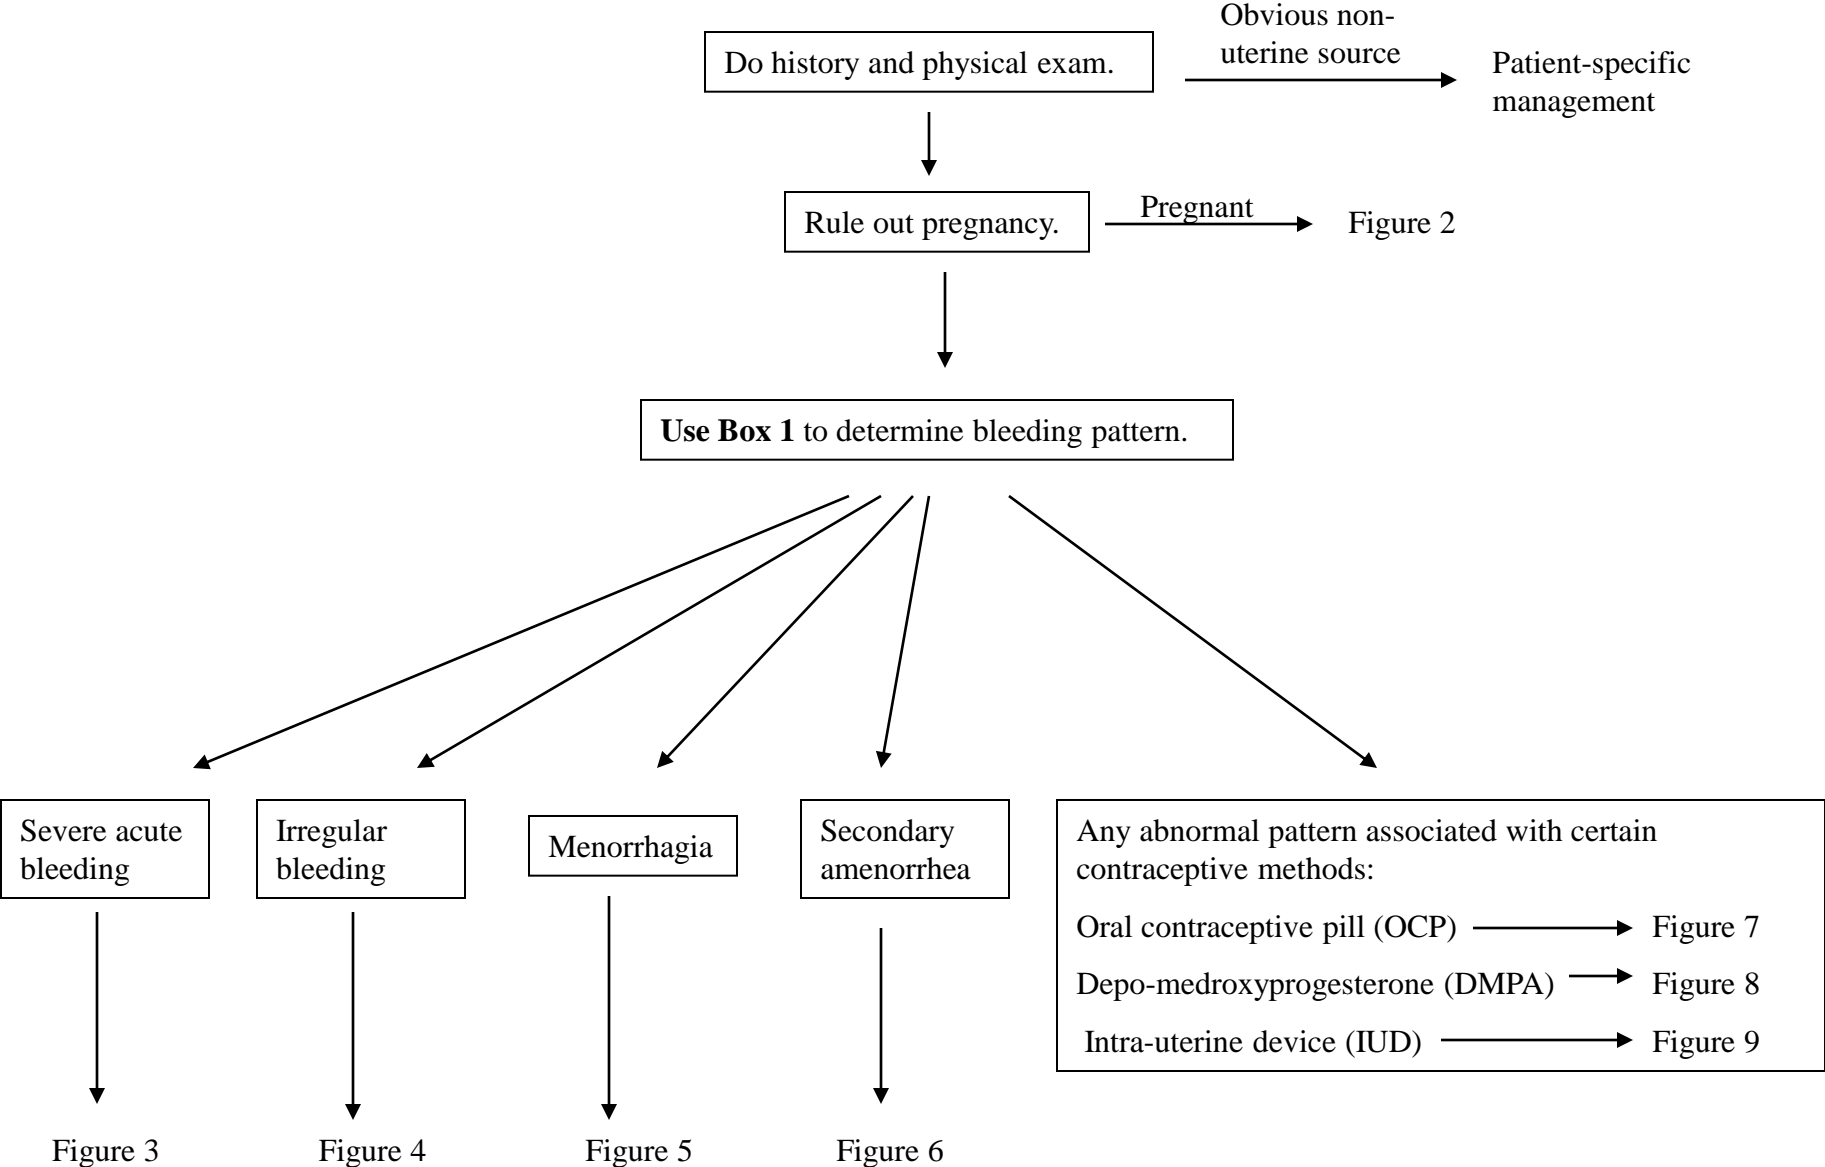 Obvious non-
uterine source
Do history and physical exam.
Patient-specific
management
Rule out pregnancy.
Pregnant
Figure 2
Use Box 1 to determine bleeding pattern.
Severe acute
bleeding
Irregular
bleeding
Menorrhagia
Secondary
amenorrhea
Any abnormal pattern associated with certain
contraceptive methods:
Oral contraceptive pill (OCP)
Figure 7
Depo-medroxyprogesterone (DMPA)
Figure 8
Intra-uterine device (IUD)
Figure 9
Figure 3
Figure 4
Figure 5
Figure 6